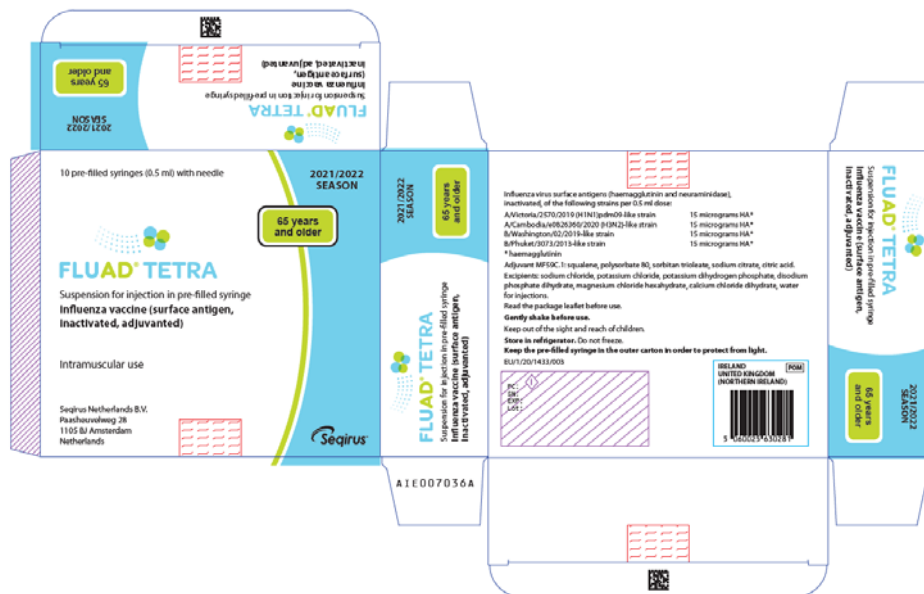 65 years
and older
2021/2022
SEASON
FLUAD® TETRA
Suspension for injection in pre-filled syringe
Influenza vaccine
(surface antigen,
inactivated, adjuvanted)
10 pre-filled syringes (0.5 ml) with needle
2021/2022
SEASON
65 years
and older
FLUAD® TETRA
Suspension for injection in pre-filled syringe
Influenza vaccine (surface antigen,
inactivated, adjuvanted)
Intramuscular use
Seqirus Netherlands B.V.
Paasheuvelweg 28
1105 BJ Amsterdam
Netherlands
Seqirus®
2021/2022
SEASON
65 years
and older
FLUAD® TETRA
Suspension for injection in pre-filled syringe
Influenza vaccine (surface antigen,
inactivated, adjuvanted)
AIE007036A
Influenza virus surface antigens (haemagglutinin and neuraminidase),
inactivated, of the following strains per 0.5 ml dose:
A/Victoria/2570/2019 (H1N1)pdm09-like strain 15 micrograms HA*
A/Cambodia/e0826360/2020 (H3N2)-like strain 15 micrograms HA*
B/Washington/02/2019-like strain 15 micrograms HA*
B/Phuket/3073/2013-like strain 15 micrograms HA*
* haemagglutinin
Adjuvant MF59C.1: squalene, polysorbate 80, sorbitan trioleate, sodium citrate, citric acid.
Excipients: sodium chloride, potassium chloride, potassium dihydrogen phosphate, disodium
phosphate dihydrate, magnesium chloride hexahydrate, calcium chloride dihydrate, water
for injections.
Read the package leaflet before use.
Gently shake before use.
Keep out of the sight and reach of children.
Store in refrigerator. Do not freeze.
Keep the pre-filled syringe in the outer carton in order to protect from light.
EU/1/20/1433/003
PC:
SN:
EXP:
Lot:
IRELAND
UNITED KINGDOM
(NORTHERN IRELAND)
POM
5 060025 630281
FLUAD® TETRA
Suspension for injection in pre-filled syringe
Influenza vaccine (surface antigen,
inactivated, adjuvanted)
65 years
and older
2021/2022
SEASON